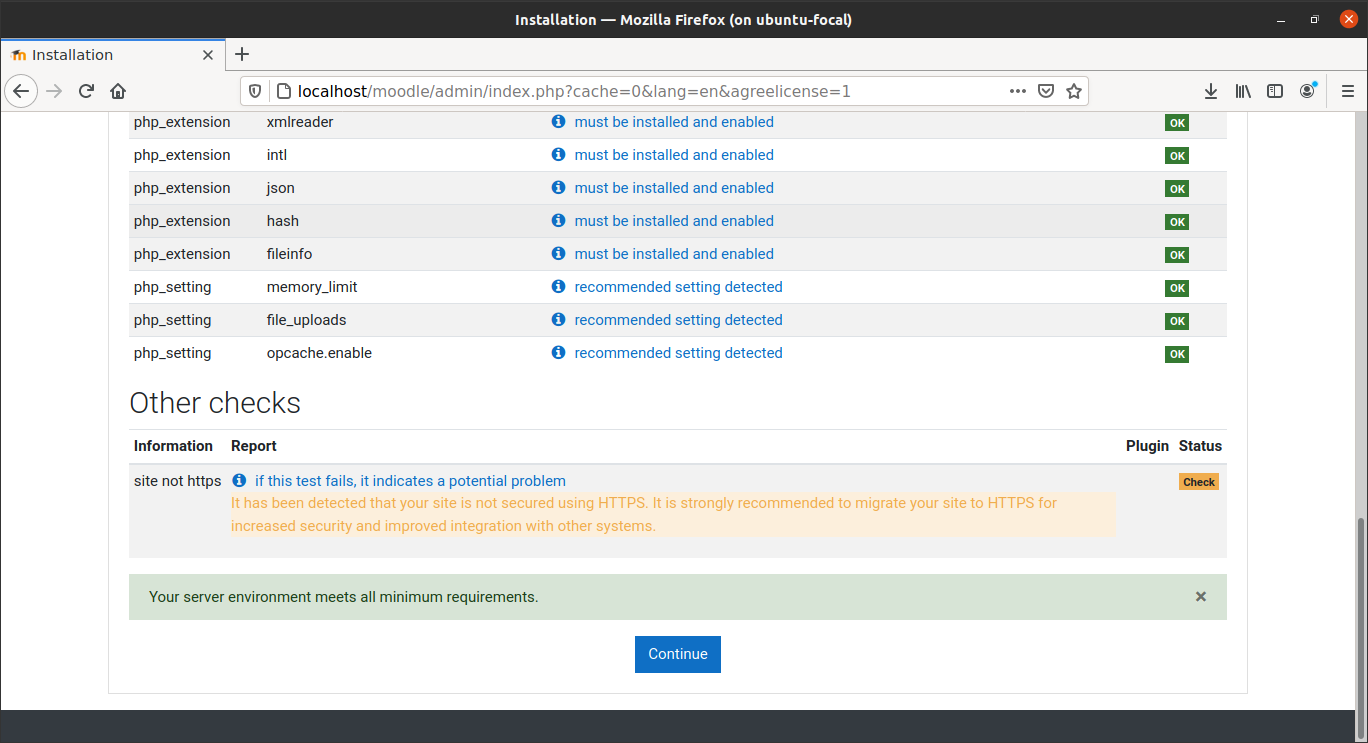 Installation — Mozilla Firefox (on ubuntu-focal)
Installation
localhost/moodle/admin/index.php?cache=0&lang=en&agreelicense=1
php_extension xmlreader must be installed and enabled OK
php_extension intl must be installed and enabled OK
php_extension json must be installed and enabled OK
php_extension hash must be installed and enabled OK
php_extension fileinfo must be installed and enabled OK
php_setting memory_limit recommended setting detected OK
php_setting file_uploads recommended setting detected OK
php_setting opcache.enable recommended setting detected OK
Other checks
Information Report Plugin Status
site not https if this test fails, it indicates a potential problem Check
It has been detected that your site is not secured using HTTPS. It is strongly recommended to migrate your site to HTTPS for
increased security and improved integration with other systems.
Your server environment meets all minimum requirements.
Continue